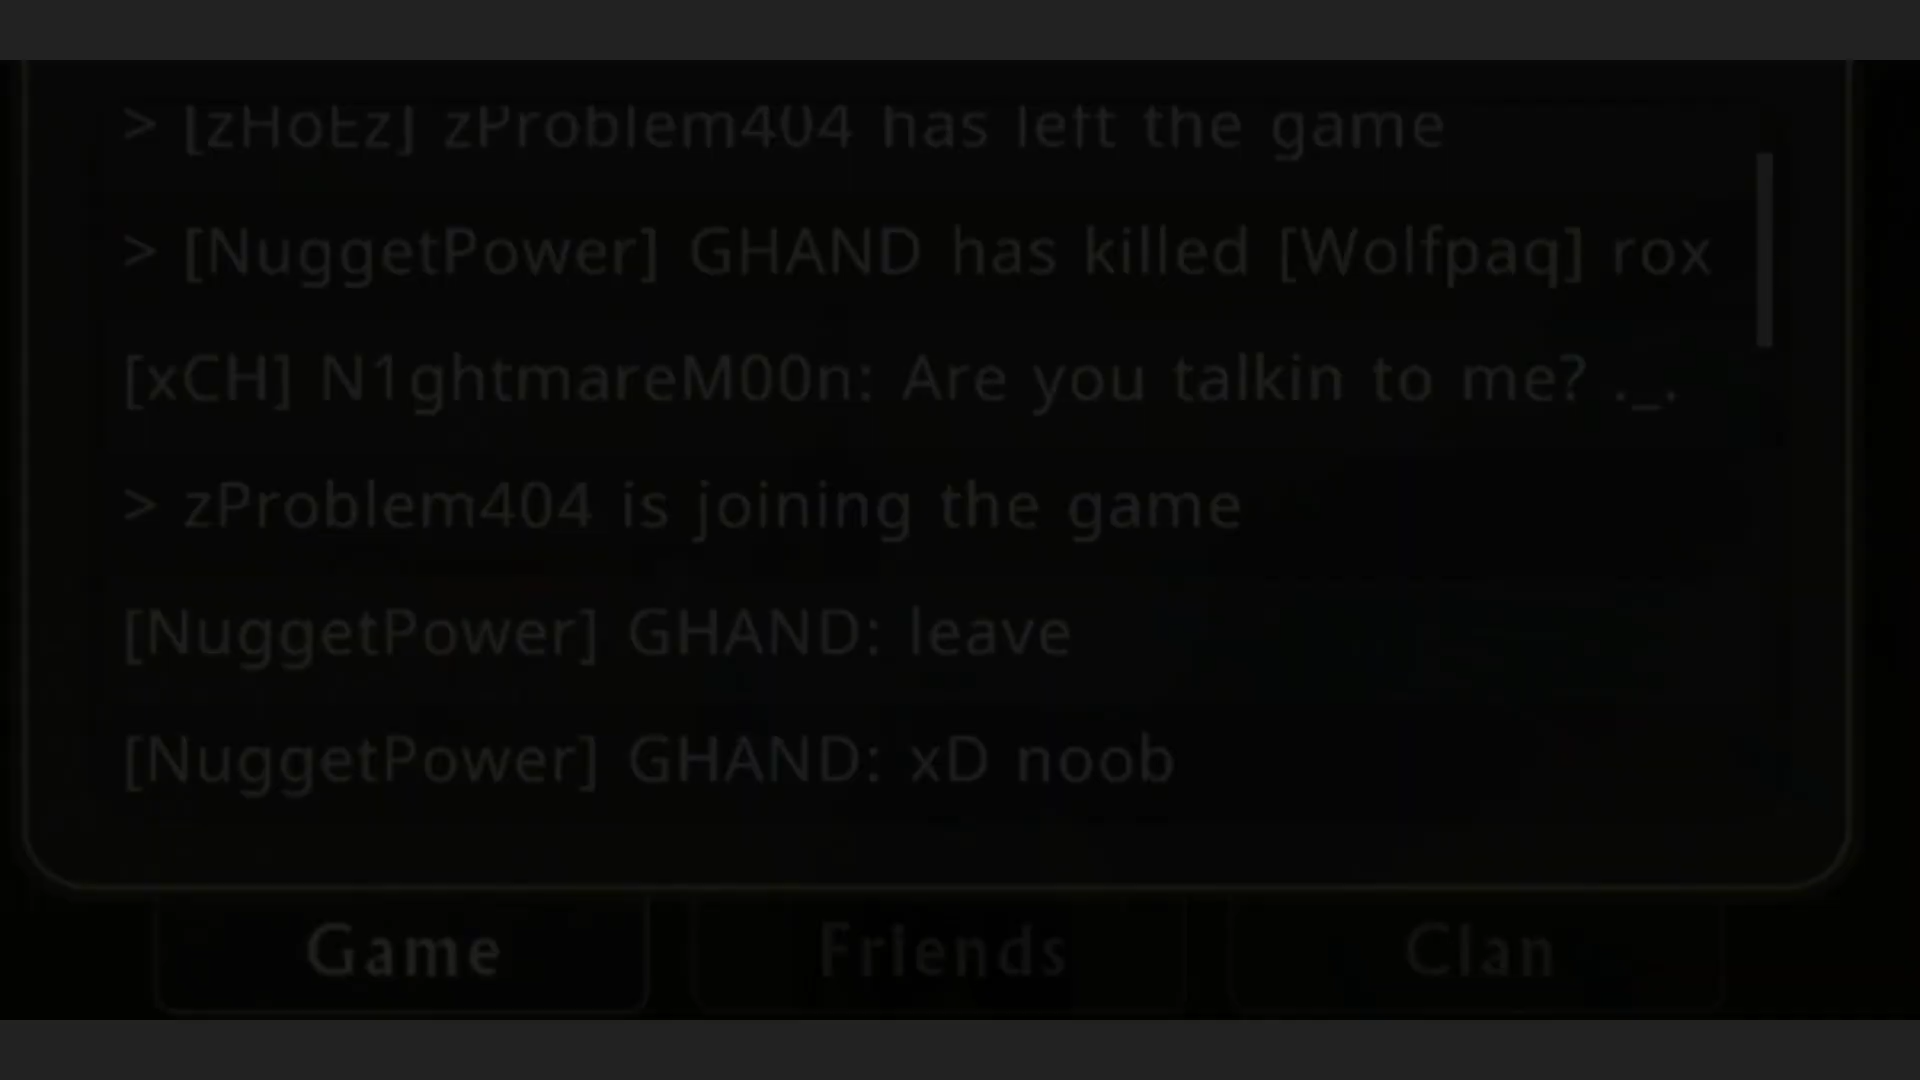 > [zHoEz] zProblem404 has left the game
> [NuggetPower] GHAND has killed [Wolfpaq] rox
[xCH] N1ghtmareM00n: Are you talkin to me? ._.
> zProblem404 is joining the game
[NuggetPower] GHAND: leave
[NuggetPower] GHAND: xD noob
Game Friends Clan